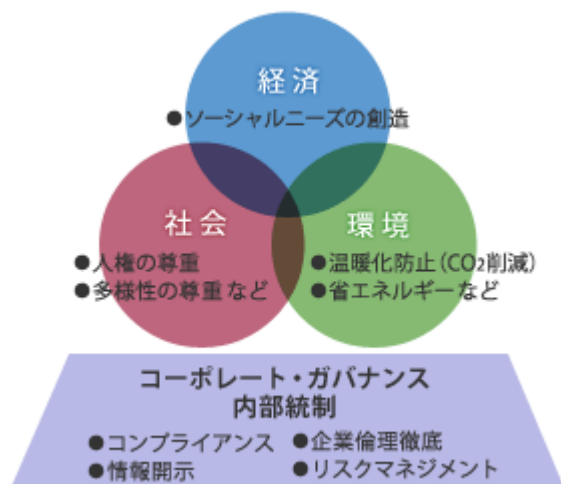 経済
●ソーシャルニーズの創造
社会
●人権の尊重
●多様性の尊重など
環境
●温暖化防止(CO₂削減)
●省エネルギーなど
コーポレート・ガバナンス
内部統制
●コンプライアンス ●企業倫理徹底
●情報開示 ●リスクマネジメント